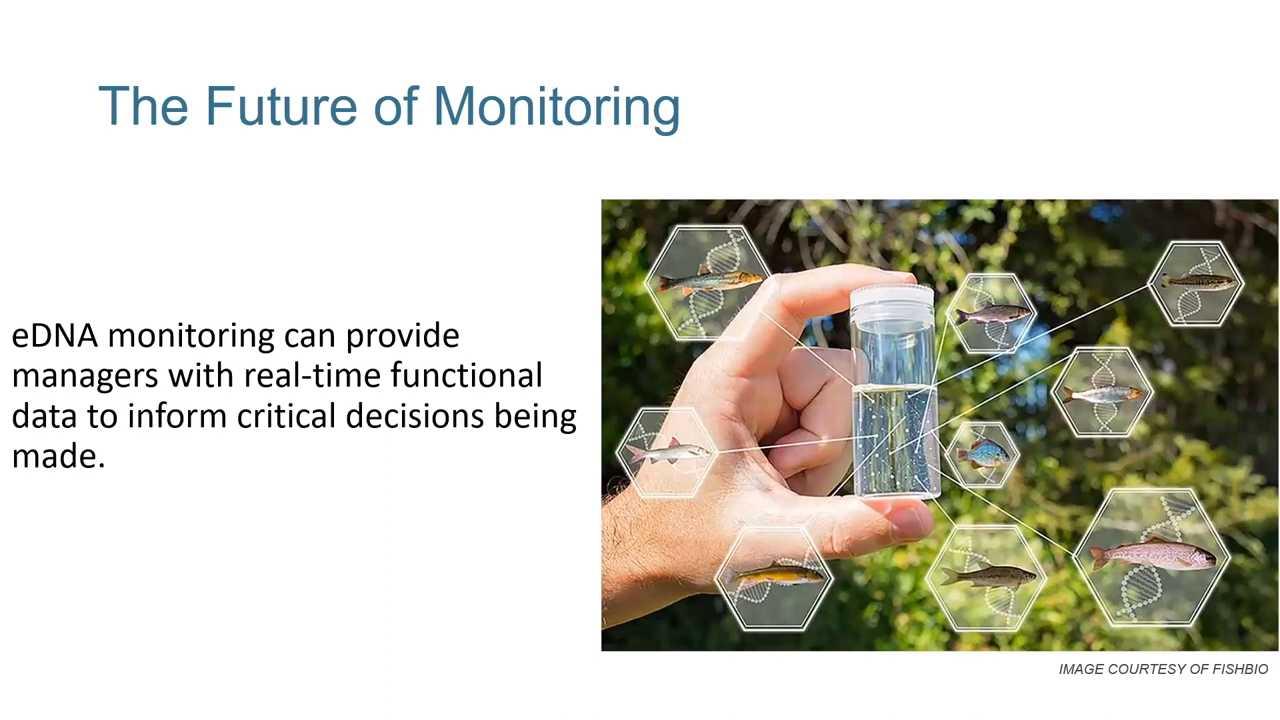 The Future of Monitoring
eDNA monitoring can provide
managers with real-time functional
data to inform critical decisions being
made.
IMAGE COURTESY OF FISHBIO